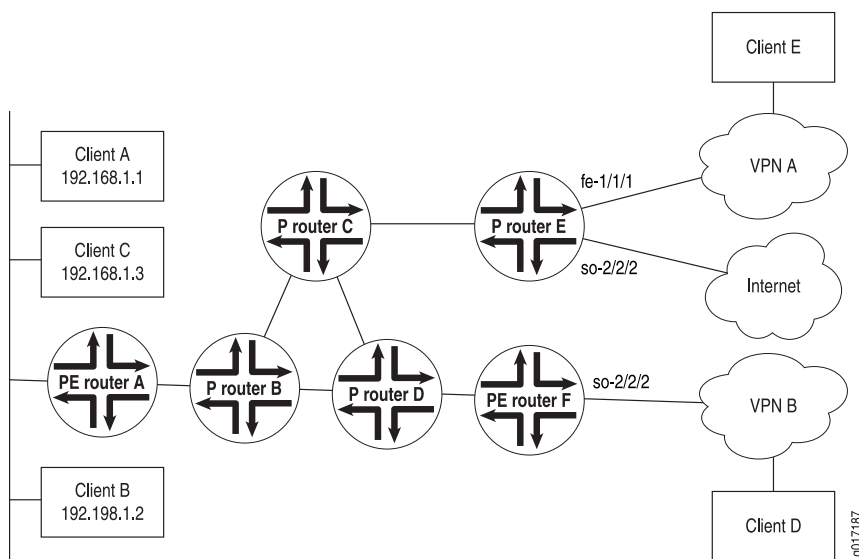 Client E
Client A
192.168.1.1
VPN A
fe-1/1/1
P router C
P router E
Client C
192.168.1.3
so-2/2/2
Internet
PE router A
P router B
P router D
PE router F
so-2/2/2
VPN B
Client B
192.198.1.2
Client D
g017187